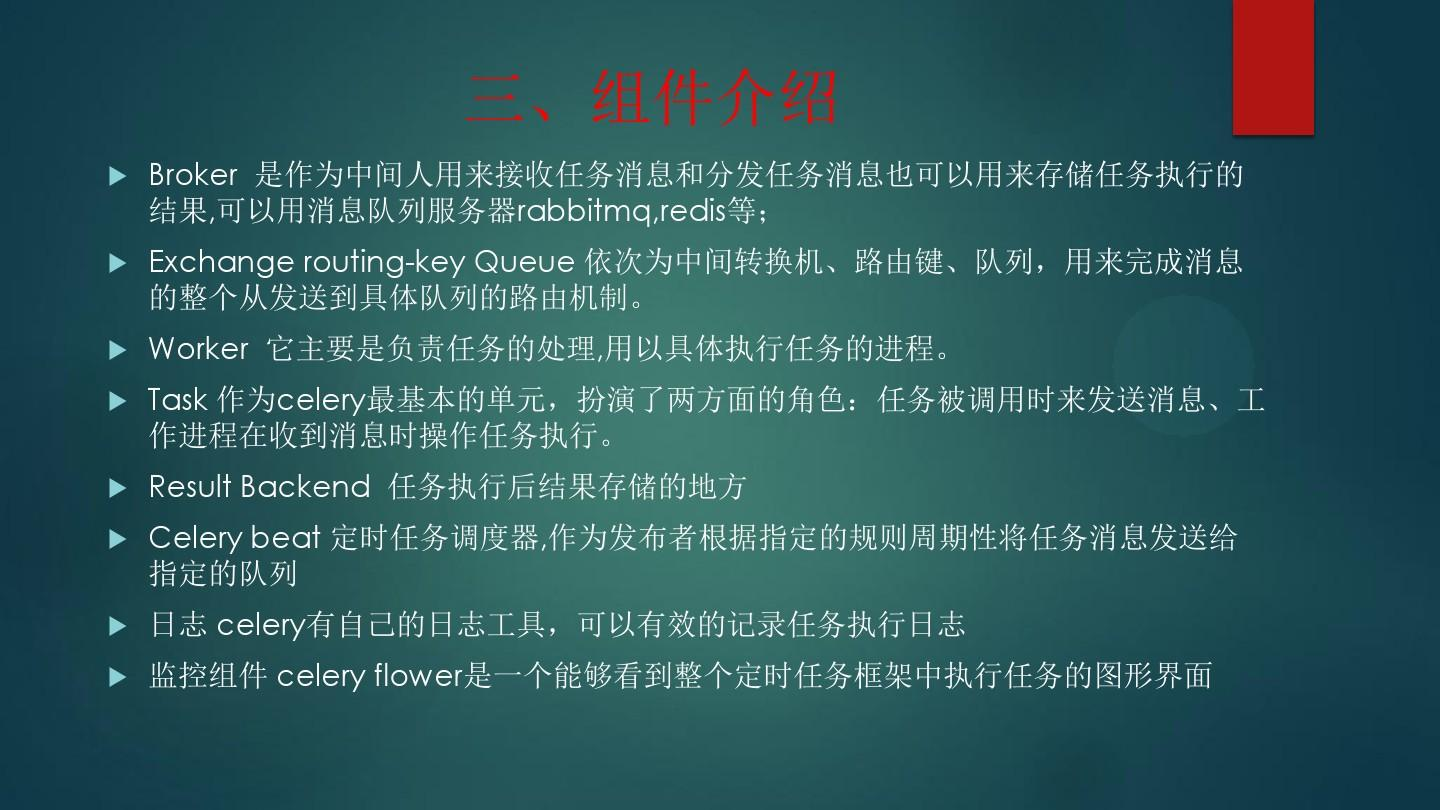 三、组件介绍
Broker 是作为中间人用来接收任务消息和分发任务消息也可以用来存储任务执行的
结果,可以用消息队列服务器rabbitmq,redis等；
Exchange routing-key Queue 依次为中间转换机、路由键、队列，用来完成消息
的整个从发送到具体队列的路由机制。
Worker 它主要是负责任务的处理,用以具体执行任务的进程。
Task 作为celery最基本的单元，扮演了两方面的角色：任务被调用时来发送消息、工
作进程在收到消息时操作任务执行。
Result Backend 任务执行后结果存储的地方
Celery beat 定时任务调度器,作为发布者根据指定的规则周期性将任务消息发送给
指定的队列
日志 celery有自己的日志工具，可以有效的记录任务执行日志
监控组件 celery flower是一个能够看到整个定时任务框架中执行任务的图形界面